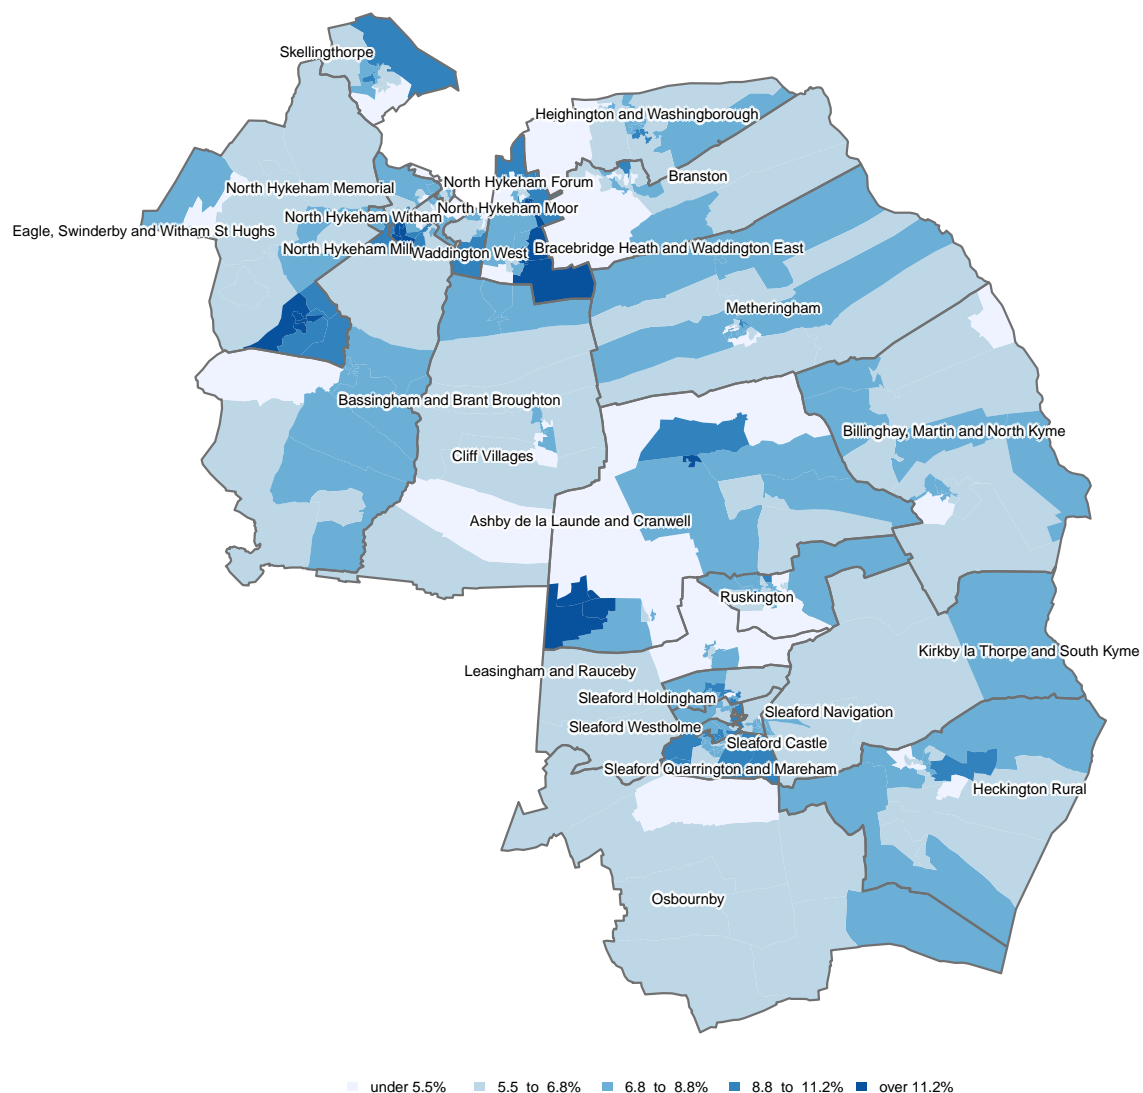 Skellingthorpe
Heighington and Washingborough
Branston
North Hykeham Forum
North Hykeham Memorial
North Hykeham Moor
North Hykeham Witham
Eagle, Swinderby and Witham St Hughs
North Hykeham Mill
Waddington West
Bracebridge Heath and Waddington East
Metheringham
Bassingham and Brant Broughton
Billinghay, Martin and North Kyme
Cliff Villages
Ashby de la Launde and Cranwell
Ruskington
Kirkby la Thorpe and South Kyme
Leasingham and Rauceby
Sleaford Holdingham
Sleaford Navigation
Sleaford Westholme
Sleaford Castle
Sleaford Quarrington and Mareham
Heckington Rural
Osbournby
under 5.5% 5.5 to 6.8% 6.8 to 8.8% 8.8 to 11.2% over 11.2%